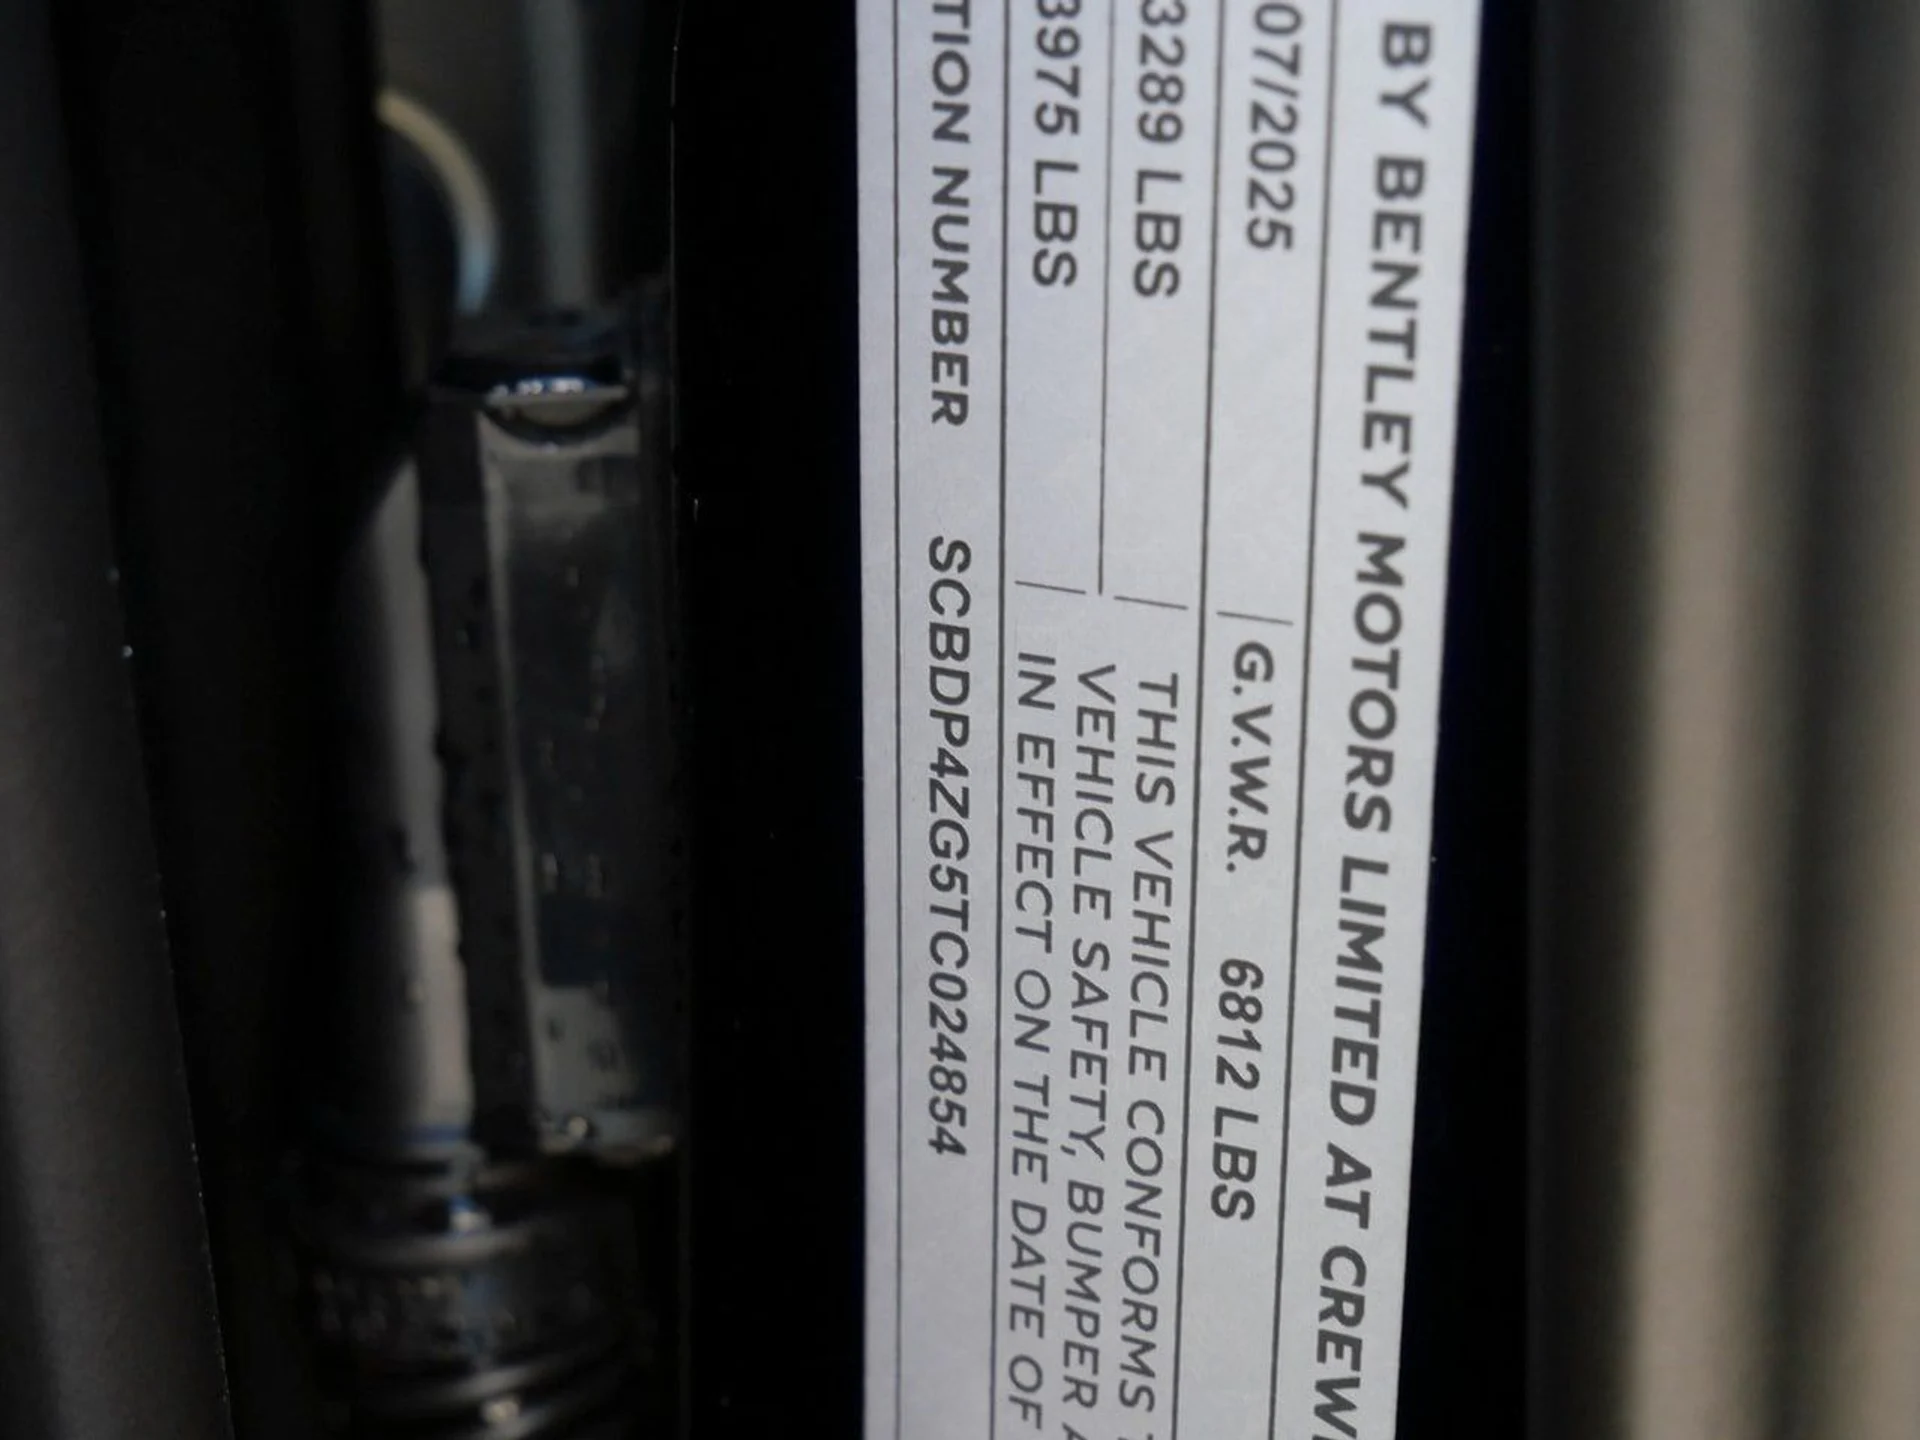 BY BENTLEY MOTORS LIMITED AT CREW
07/2025 G.V.W.R. 6812 LBS
3289 LBS THIS VEHICLE CONFORMS T
3975 LBS VEHICLE SAFETY, BUMPER A
IN EFFECT ON THE DATE OF
TION NUMBER SCBDP4ZG5TC024854